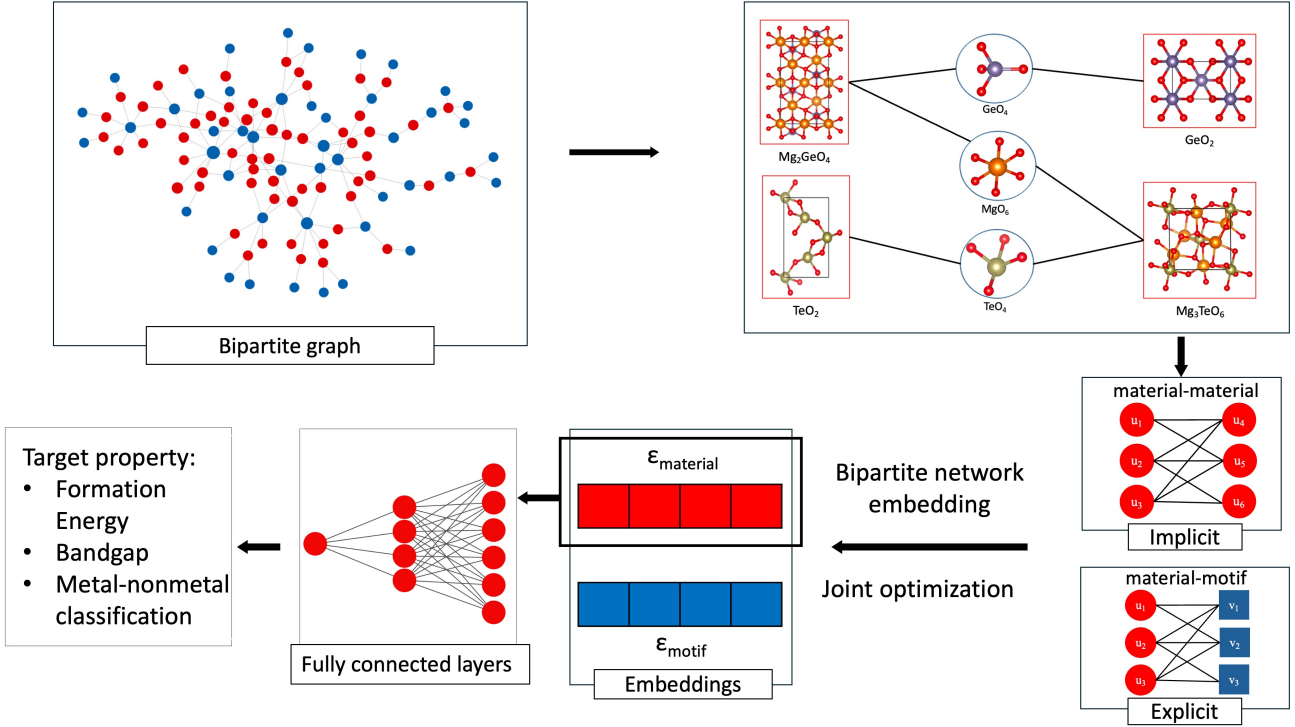 Bipartite graph
Mg₂GeO₄
GeO₄
GeO₂
MgO₆
TeO₂
TeO₄
Mg₃TeO₆
material-material
u₁
u₄
u₂
u₅
u₃
u₆
Implicit
material-motif
u₁
v₁
u₂
v₂
u₃
v₃
Explicit
Bipartite network
embedding
Joint optimization
ε material
ε motif
Embeddings
Fully connected layers
Target property:
• Formation
Energy
• Bandgap
• Metal-nonmetal
classification